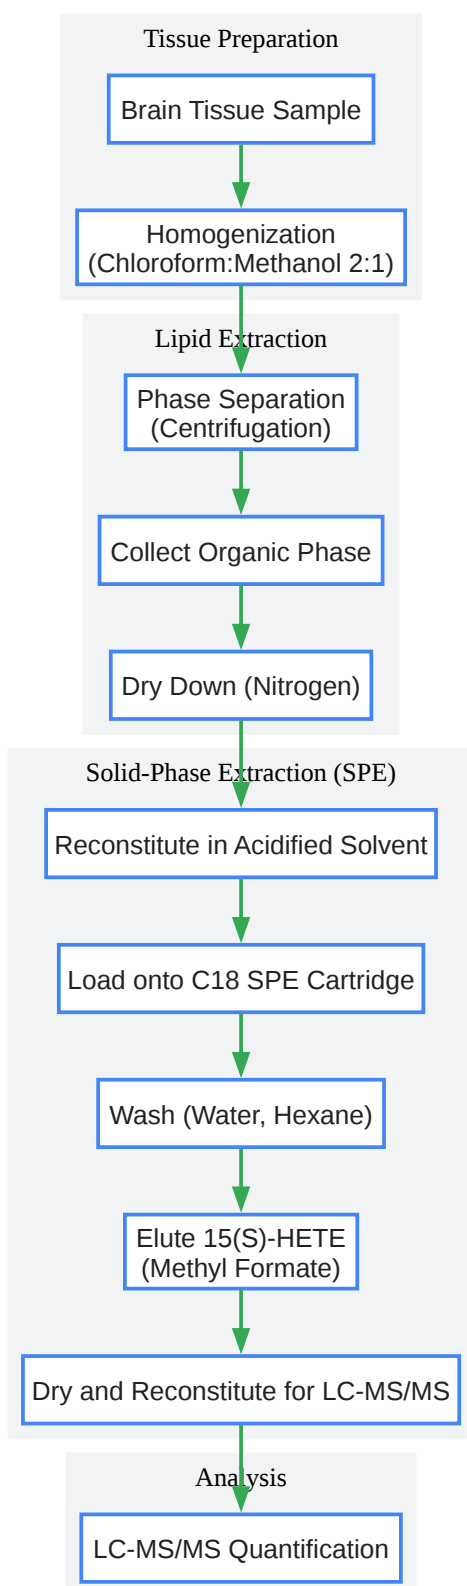 Tissue Preparation
Brain Tissue Sample
Homogenization
(Chloroform:Methanol 2:1)
Lipid Extraction
Phase Separation
(Centrifugation)
Collect Organic Phase
Dry Down (Nitrogen)
Solid-Phase Extraction (SPE)
Reconstitute in Acidified Solvent
Load onto C18 SPE Cartridge
Wash (Water, Hexane)
Elute 15(S)-HETE
(Methyl Formate)
Dry and Reconstitute for LC-MS/MS
Analysis
LC-MS/MS Quantification